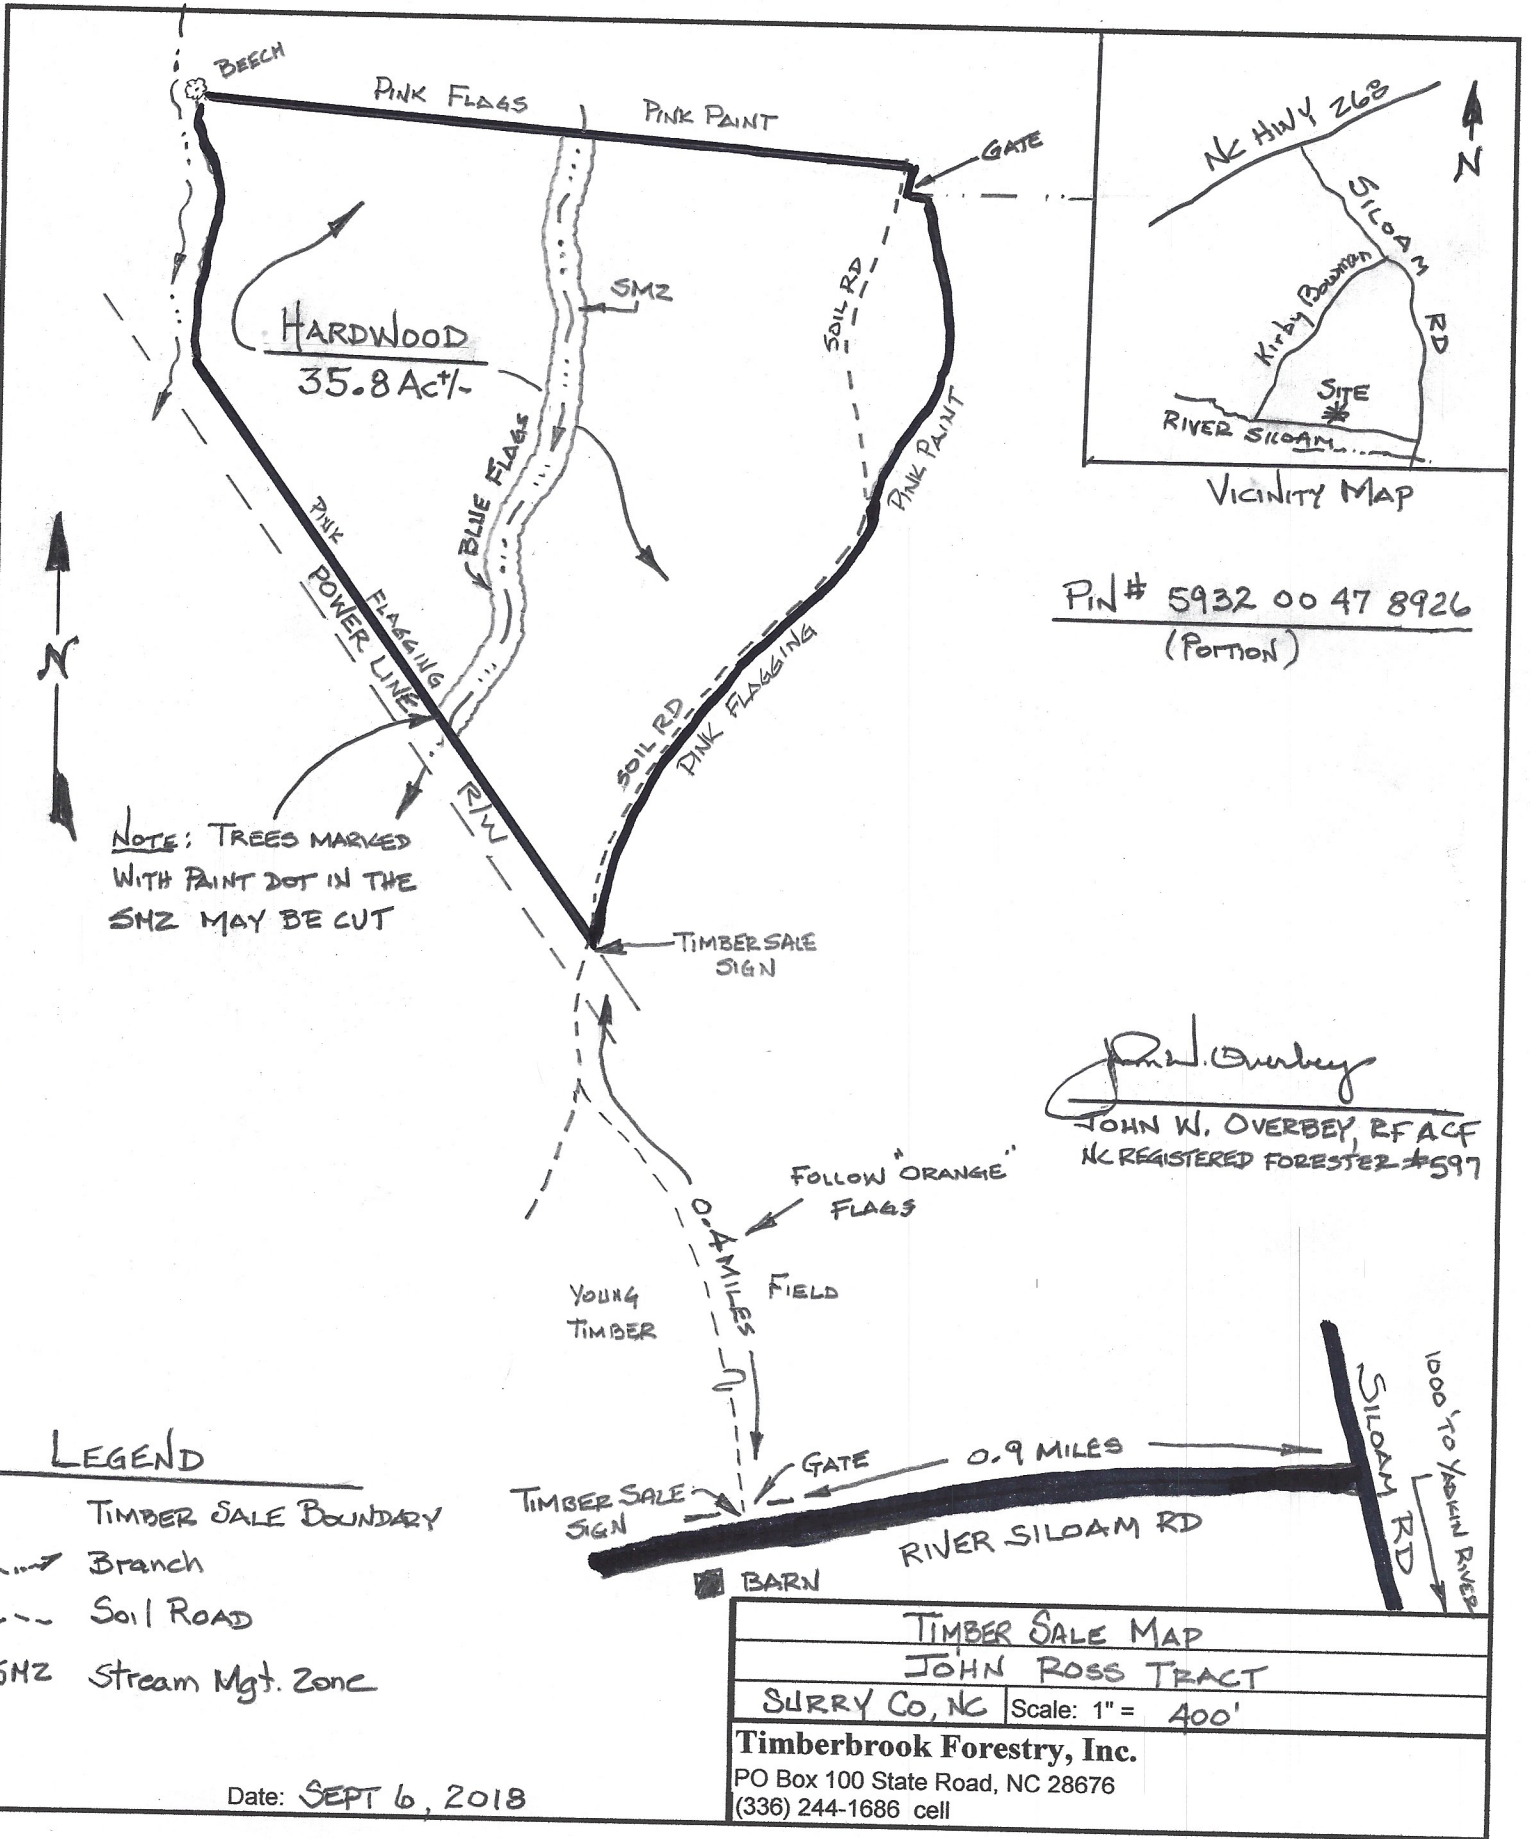 BEECH
PINK FLAGS
PINK PAINT
GATE
SMZ
SOIL RD
HARDWOOD
35.8 Ac +/-
BLUE FLAGS
PINK PAINT
PINK FLAGGING
POWER LINE
R/W
SOIL RD
PINK FLAGGING
N
NOTE: TREES MARKED
WITH PAINT DOT IN THE
SMZ MAY BE CUT
TIMBER SALE
SIGN
NC HWY 268
N
SILOAM
RD
Kirby Bowman
SITE
RIVER SILOAM
VICINITY MAP
PIN# 5932 00 47 8926
(PORTION)
John W. Overbey
JOHN W. OVERBEY, RF ACF
NC REGISTERED FORESTER #597
FOLLOW "ORANGE"
FLAGS
0.4 MILES
YOUNG
TIMBER
FIELD
GATE
0.9 MILES
TIMBER SALE
SIGN
RIVER SILOAM RD
SILOAM RD
1000' TO YADKIN RIVER
BARN
LEGEND
TIMBER SALE BOUNDARY
Branch
Soil ROAD
SMZ Stream Mgt. Zone
Date: SEPT 6, 2018
TIMBER SALE MAP
JOHN ROSS TRACT
SURRY CO, NC Scale: 1" = 400'
Timberbrook Forestry, Inc.
PO Box 100 State Road, NC 28676
(336) 244-1686 cell